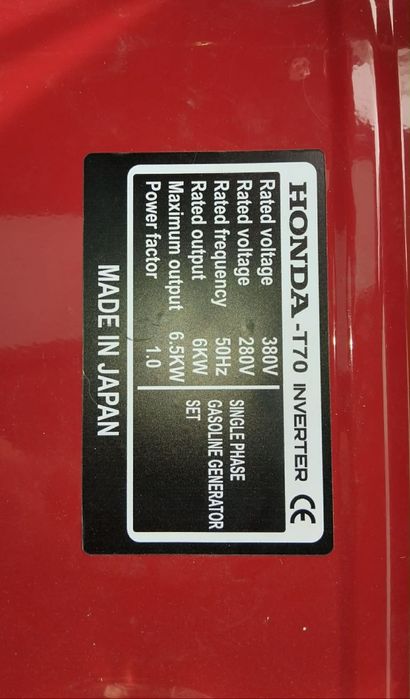 HONDA -T70 INVERTER CE
Rated voltage 380V
Rated voltage 280V
Rated frequency 50Hz
Rated output 6KW
Maximum output 6.5KW
Power factor 1.0
SINGLE PHASE
GASOLINE GENERATOR
SET
MADE IN JAPAN